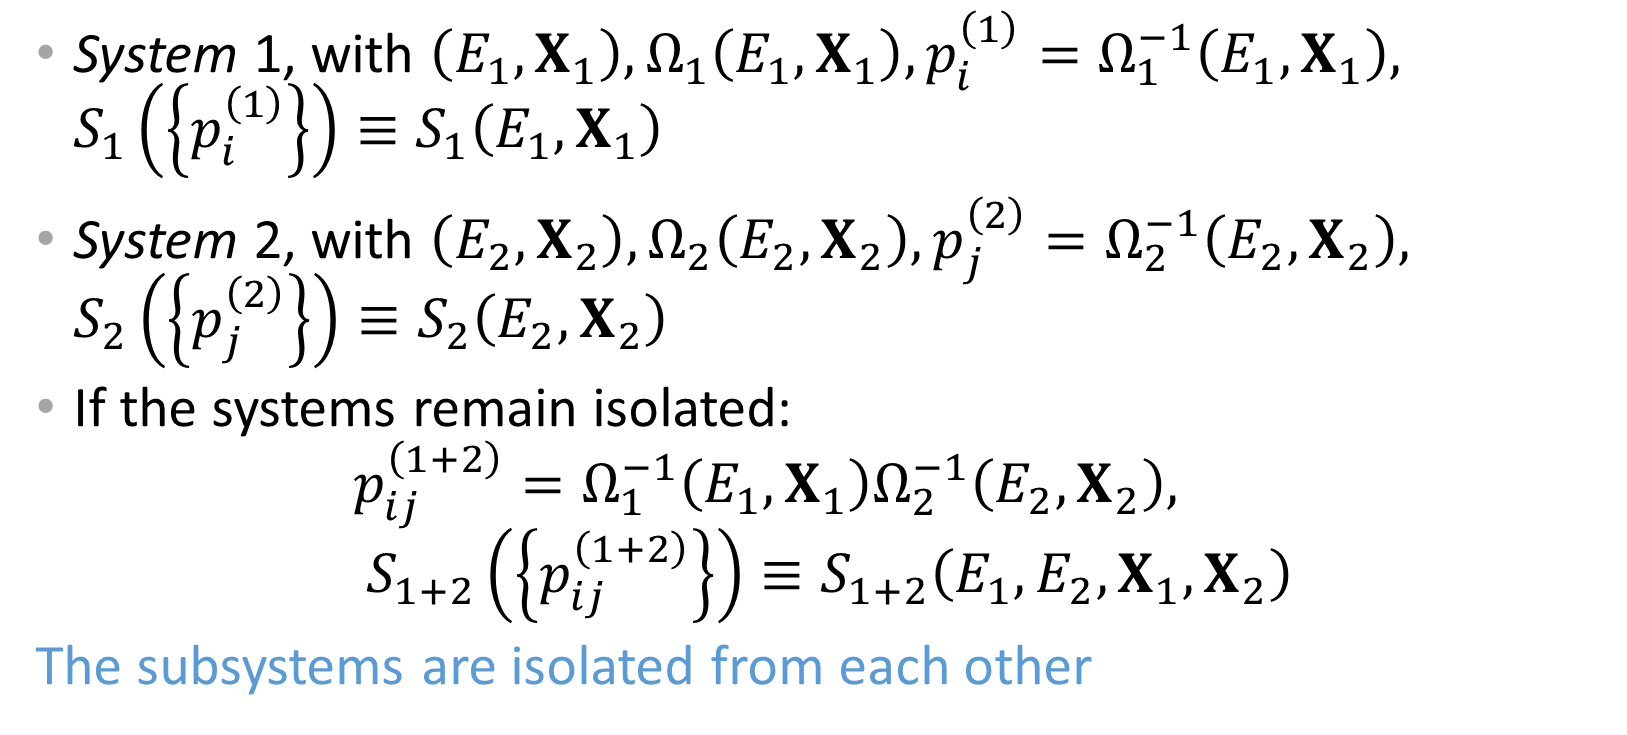 • System 1, with (E₁, 𝐗₁), Ω₁(E₁, 𝐗₁), pᵢ⁽¹⁾ = Ω₁⁻¹(E₁, 𝐗₁),
S₁({pᵢ⁽¹⁾}) ≡ S₁(E₁, 𝐗₁)
• System 2, with (E₂, 𝐗₂), Ω₂(E₂, 𝐗₂), pⱼ⁽²⁾ = Ω₂⁻¹(E₂, 𝐗₂),
S₂({pⱼ⁽²⁾}) ≡ S₂(E₂, 𝐗₂)
• If the systems remain isolated:
pᵢⱼ⁽¹⁺²⁾ = Ω₁⁻¹(E₁, 𝐗₁)Ω₂⁻¹(E₂, 𝐗₂),
S₁₊₂({pᵢⱼ⁽¹⁺²⁾}) ≡ S₁₊₂(E₁, E₂, 𝐗₁, 𝐗₂)
The subsystems are isolated from each other